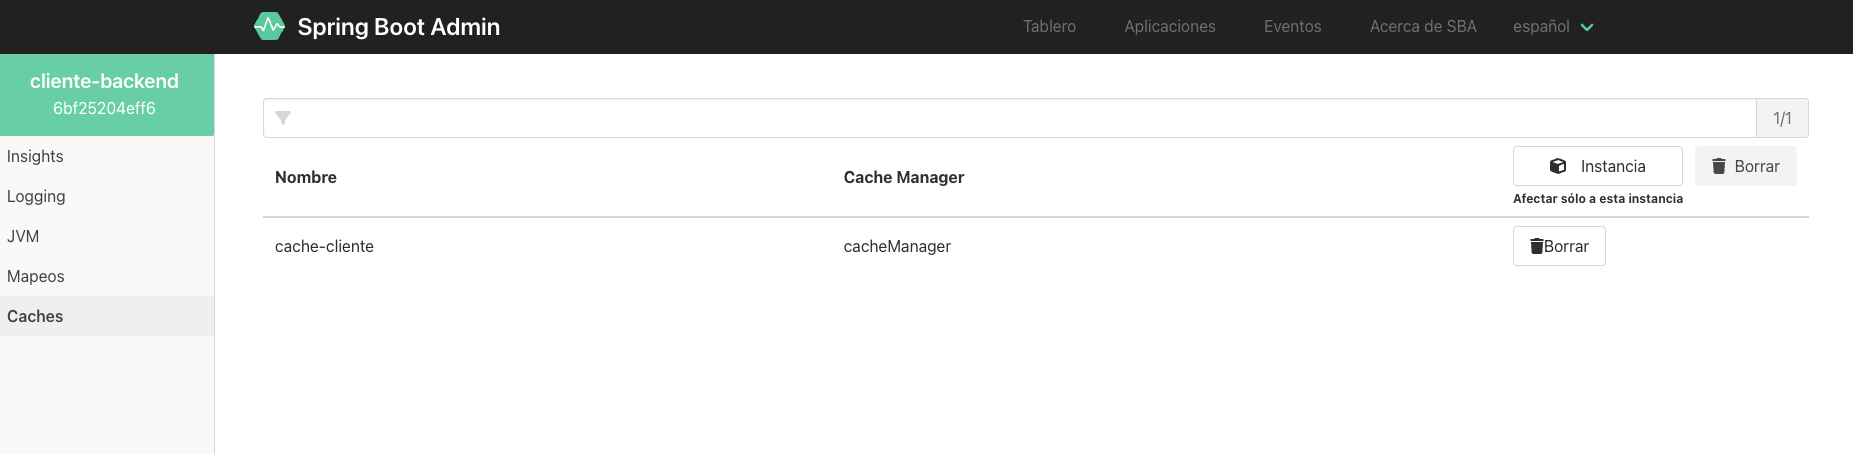 Spring Boot Admin
Tablero
Aplicaciones
Eventos
Acerca de SBA
español
cliente-backend
6bf25204eff6
Insights
Logging
JVM
Mapeos
Caches
1/1
Nombre
Cache Manager
Instancia
Borrar
Afectar sólo a esta instancia
cache-cliente
cacheManager
Borrar